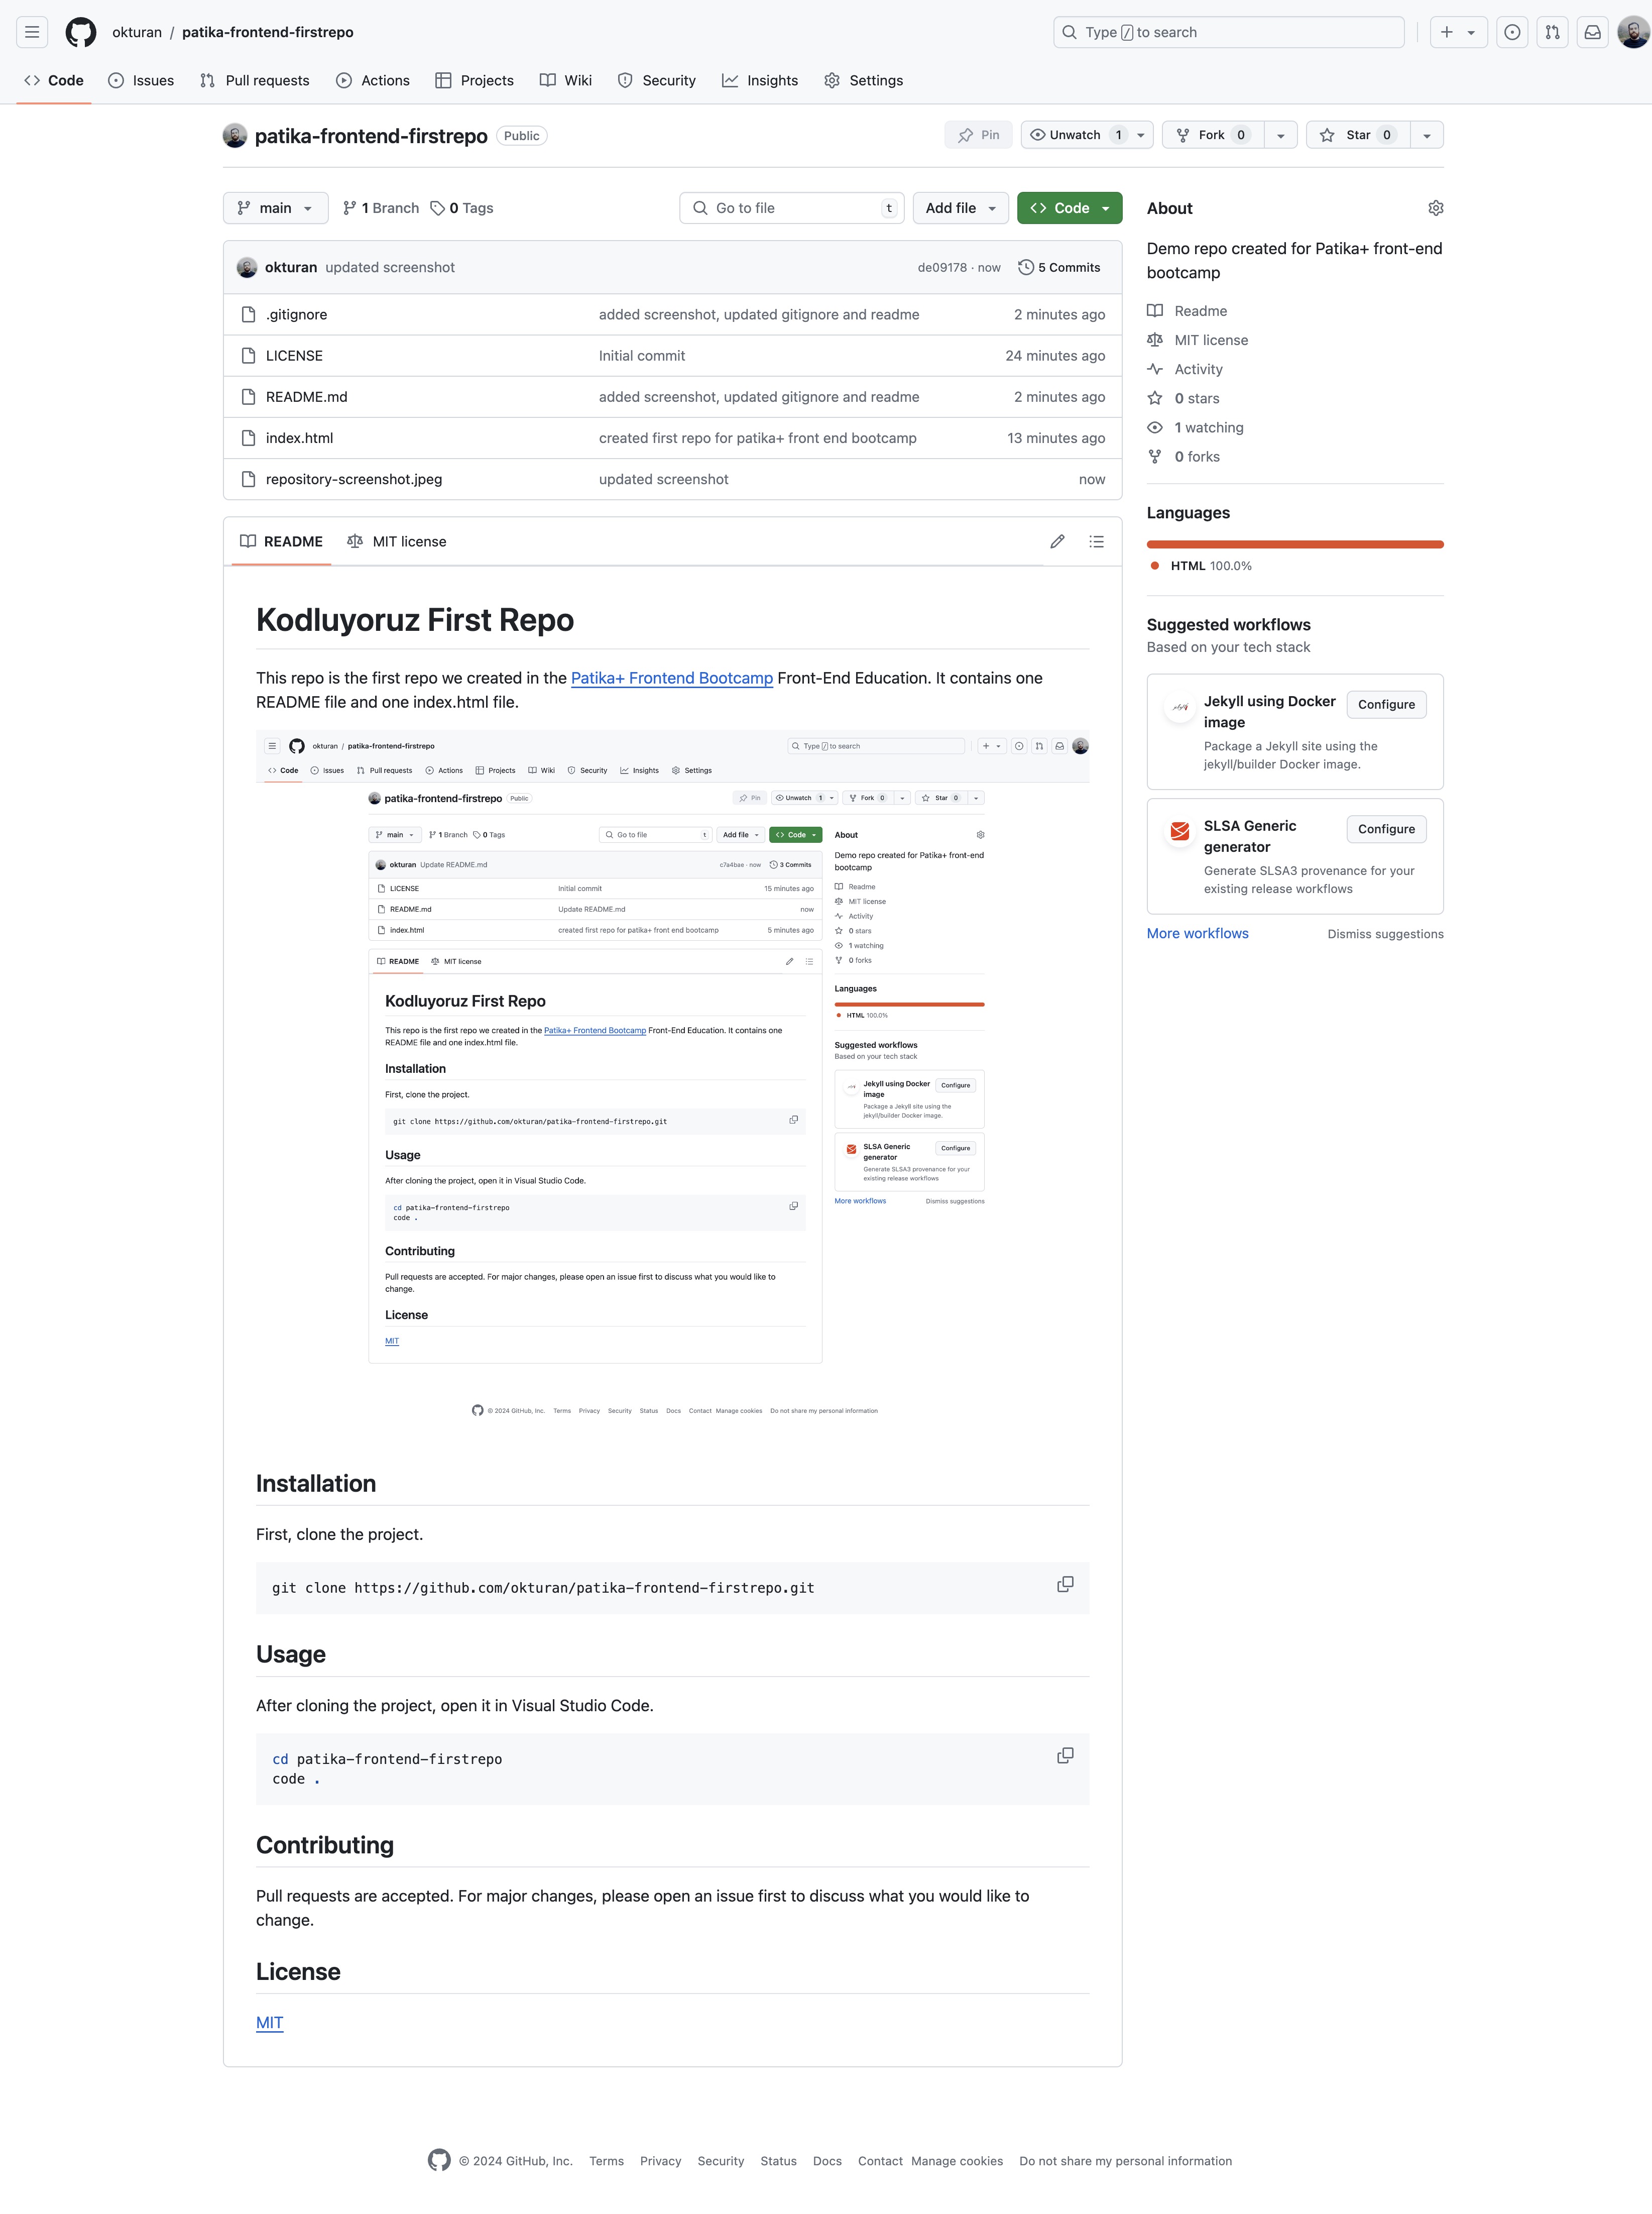 okturan / patika-frontend-firstrepo
Type / to search
Code Issues Pull requests Actions Projects Wiki Security Insights Settings
patika-frontend-firstrepo Public
Pin Unwatch 1 Fork 0 Star 0
main 1 Branch 0 Tags Go to file t Add file Code
okturan updated screenshot de09178 · now 5 Commits
.gitignore added screenshot, updated gitignore and readme 2 minutes ago
LICENSE Initial commit 24 minutes ago
README.md added screenshot, updated gitignore and readme 2 minutes ago
index.html created first repo for patika+ front end bootcamp 13 minutes ago
repository-screenshot.jpeg updated screenshot now
README MIT license
Kodluyoruz First Repo
This repo is the first repo we created in the Patika+ Frontend Bootcamp Front-End Education. It contains one
README file and one index.html file.
okturan / patika-frontend-firstrepo
Type / to search
Code Issues Pull requests Actions Projects Wiki Security Insights Settings
patika-frontend-firstrepo Public
Pin Unwatch 1 Fork 0 Star 0
main 1 Branch 0 Tags Go to file t Add file Code
okturan Update README.md c7a4bae · now 3 Commits
LICENSE Initial commit 15 minutes ago
README.md Update README.md now
index.html created first repo for patika+ front end bootcamp 5 minutes ago
README MIT license
Kodluyoruz First Repo
This repo is the first repo we created in the Patika+ Frontend Bootcamp Front-End Education. It contains one
README file and one index.html file.
Installation
First, clone the project.
git clone https://github.com/okturan/patika-frontend-firstrepo.git
Usage
After cloning the project, open it in Visual Studio Code.
cd patika-frontend-firstrepo
code .
Contributing
Pull requests are accepted. For major changes, please open an issue first to discuss what you would like to
change.
License
MIT
About
Demo repo created for Patika+ front-end
bootcamp
Readme
MIT license
Activity
0 stars
1 watching
0 forks
Languages
HTML 100.0%
Suggested workflows
Based on your tech stack
Jekyll using Docker
image
Configure
Package a Jekyll site using the
jekyll/builder Docker image.
SLSA Generic
generator
Configure
Generate SLSA3 provenance for your
existing release workflows
More workflows Dismiss suggestions
© 2024 GitHub, Inc. Terms Privacy Security Status Docs Contact Manage cookies Do not share my personal information
Installation
First, clone the project.
git clone https://github.com/okturan/patika-frontend-firstrepo.git
Usage
After cloning the project, open it in Visual Studio Code.
cd patika-frontend-firstrepo
code .
Contributing
Pull requests are accepted. For major changes, please open an issue first to discuss what you would like to
change.
License
MIT
About
Demo repo created for Patika+ front-end
bootcamp
Readme
MIT license
Activity
0 stars
1 watching
0 forks
Languages
HTML 100.0%
Suggested workflows
Based on your tech stack
Jekyll using Docker
image
Configure
Package a Jekyll site using the
jekyll/builder Docker image.
SLSA Generic
generator
Configure
Generate SLSA3 provenance for your
existing release workflows
More workflows Dismiss suggestions
© 2024 GitHub, Inc. Terms Privacy Security Status Docs Contact Manage cookies Do not share my personal information